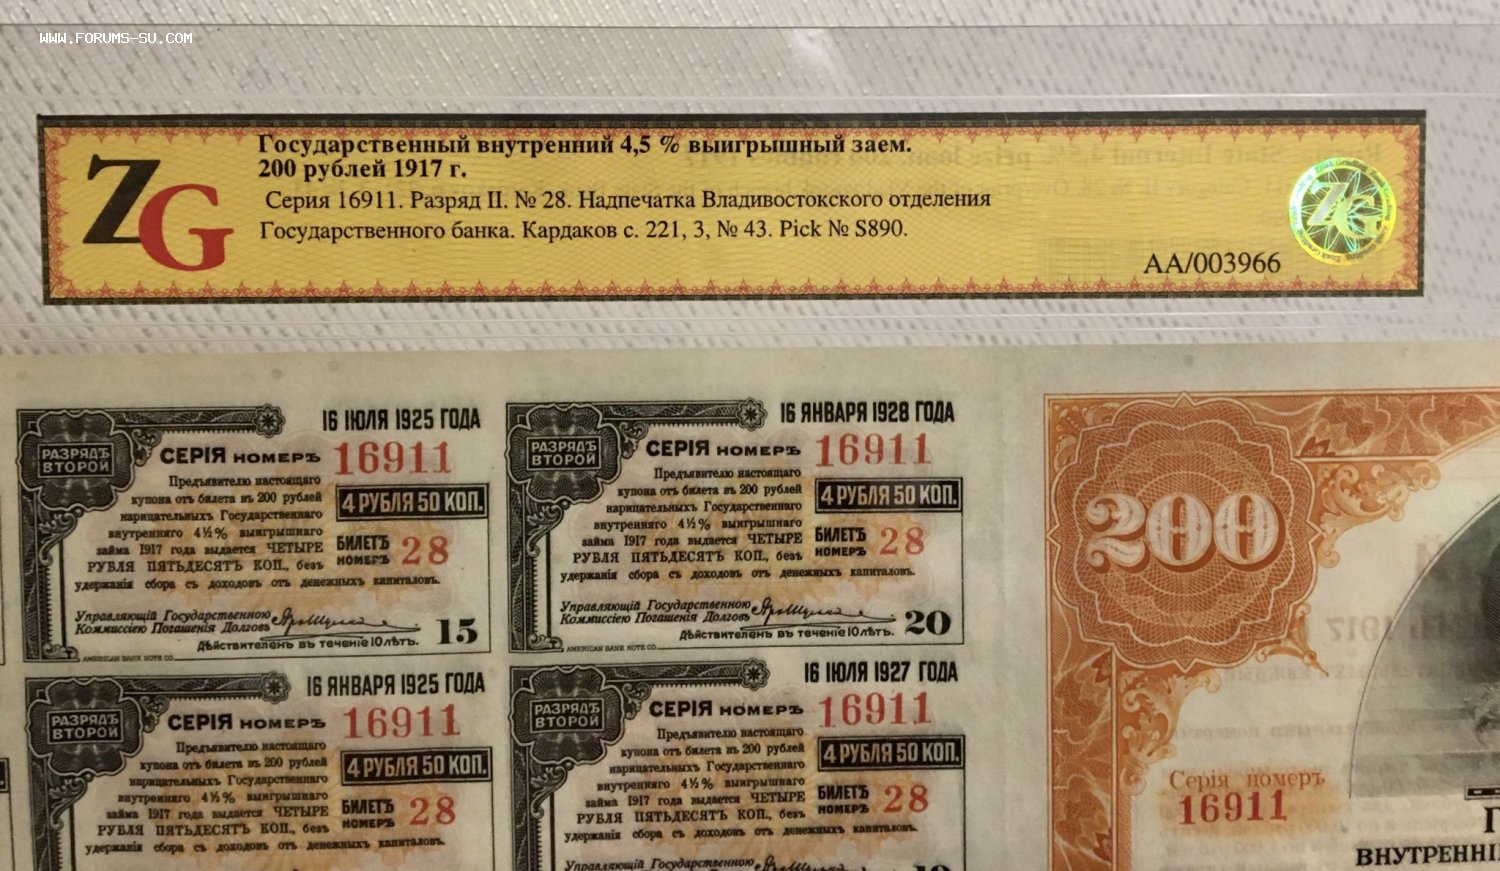 WWW.FORUMS-SU.COM
ZG
Государственный внутренний 4,5 % выигрышный заем.
200 рублей 1917 г.
Серия 16911. Разряд II. № 28. Надпечатка Владивостокского отделения
Государственного банка. Кардаков с. 221, 3, № 43. Pick № S890.
AA/003966
16 ІЮЛЯ 1925 ГОДА
РАЗРЯДЪ
ВТОРОЙ
СЕРІЯ НОМЕРЪ 16911
Предъявителю настоящаго
купона отъ билета въ 200 рублей
нарицательныхъ Государственнаго
внутренняго 4½% выигрышнаго
займа 1917 года выдается ЧЕТЫРЕ
РУБЛЯ ПЯТЬДЕСЯТЪ КОП., безъ
удержанія сбора съ доходовъ отъ денежныхъ капиталовъ.
4 РУБЛЯ 50 КОП.
БИЛЕТЪ
НОМЕРЪ 28
Управляющій Государственною
Коммиссіею Погашенія Долговъ
15
Дѣйствителенъ въ теченіе 10 лѣтъ.
AMERICAN BANK NOTE CO.
16 ЯНВАРЯ 1928 ГОДА
РАЗРЯДЪ
ВТОРОЙ
СЕРІЯ НОМЕРЪ 16911
Предъявителю настоящаго
купона отъ билета въ 200 рублей
нарицательныхъ Государственнаго
внутренняго 4½% выигрышнаго
займа 1917 года выдается ЧЕТЫРЕ
РУБЛЯ ПЯТЬДЕСЯТЪ КОП., безъ
удержанія сбора съ доходовъ отъ денежныхъ капиталовъ.
4 РУБЛЯ 50 КОП.
БИЛЕТЪ
НОМЕРЪ 28
Управляющій Государственною
Коммиссіею Погашенія Долговъ
20
Дѣйствителенъ въ теченіе 10 лѣтъ.
AMERICAN BANK NOTE CO.
16 ЯНВАРЯ 1925 ГОДА
РАЗРЯДЪ
ВТОРОЙ
СЕРІЯ НОМЕРЪ 16911
Предъявителю настоящаго
купона отъ билета въ 200 рублей
нарицательныхъ Государственнаго
внутренняго 4½% выигрышнаго
займа 1917 года выдается ЧЕТЫРЕ
РУБЛЯ ПЯТЬДЕСЯТЪ КОП., безъ
удержанія сбора съ доходовъ отъ денежныхъ капиталовъ.
4 РУБЛЯ 50 КОП.
БИЛЕТЪ
НОМЕРЪ 28
16 ІЮЛЯ 1927 ГОДА
РАЗРЯДЪ
ВТОРОЙ
СЕРІЯ НОМЕРЪ 16911
Предъявителю настоящаго
купона отъ билета въ 200 рублей
нарицательныхъ Государственнаго
внутренняго 4½% выигрышнаго
займа 1917 года выдается ЧЕТЫРЕ
РУБЛЯ ПЯТЬДЕСЯТЪ КОП., безъ
удержанія сбора съ доходовъ отъ денежныхъ капиталовъ.
4 РУБЛЯ 50 КОП.
БИЛЕТЪ
НОМЕРЪ 28
Управляющій Государственною
200
Серія номеръ
16911